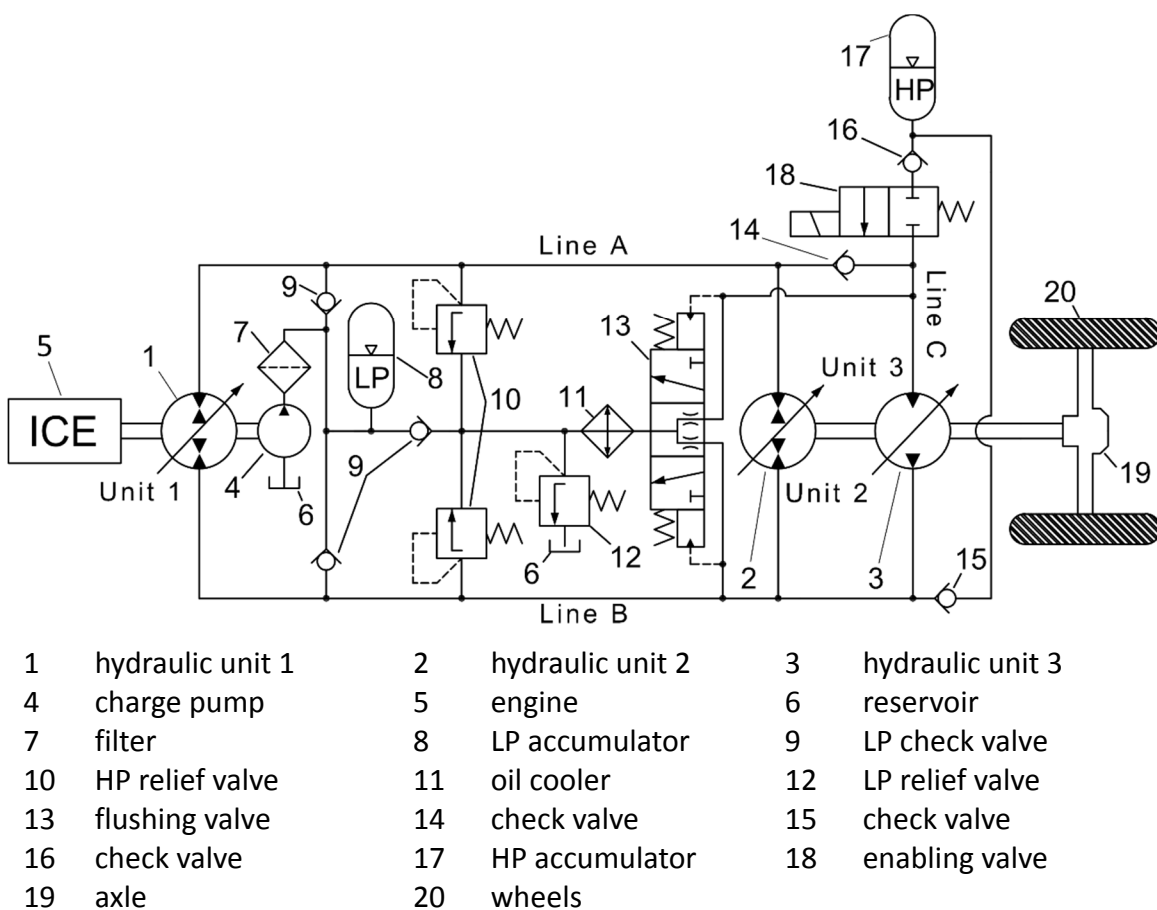 17
HP
16
18
14
Line A
9
Line C
20
13
7
5
1
LP
8
10
11
Unit 3
ICE
9
Unit 1
4
6
Unit 2
19
12
6
2
3
15
Line B
1 hydraulic unit 1 2 hydraulic unit 2 3 hydraulic unit 3
4 charge pump 5 engine 6 reservoir
7 filter 8 LP accumulator 9 LP check valve
10 HP relief valve 11 oil cooler 12 LP relief valve
13 flushing valve 14 check valve 15 check valve
16 check valve 17 HP accumulator 18 enabling valve
19 axle 20 wheels